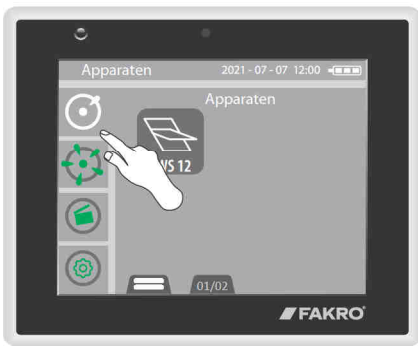 Apparaten 2021 - 07 - 07 12:00
Apparaten
WS 12
01/02
FAKRO